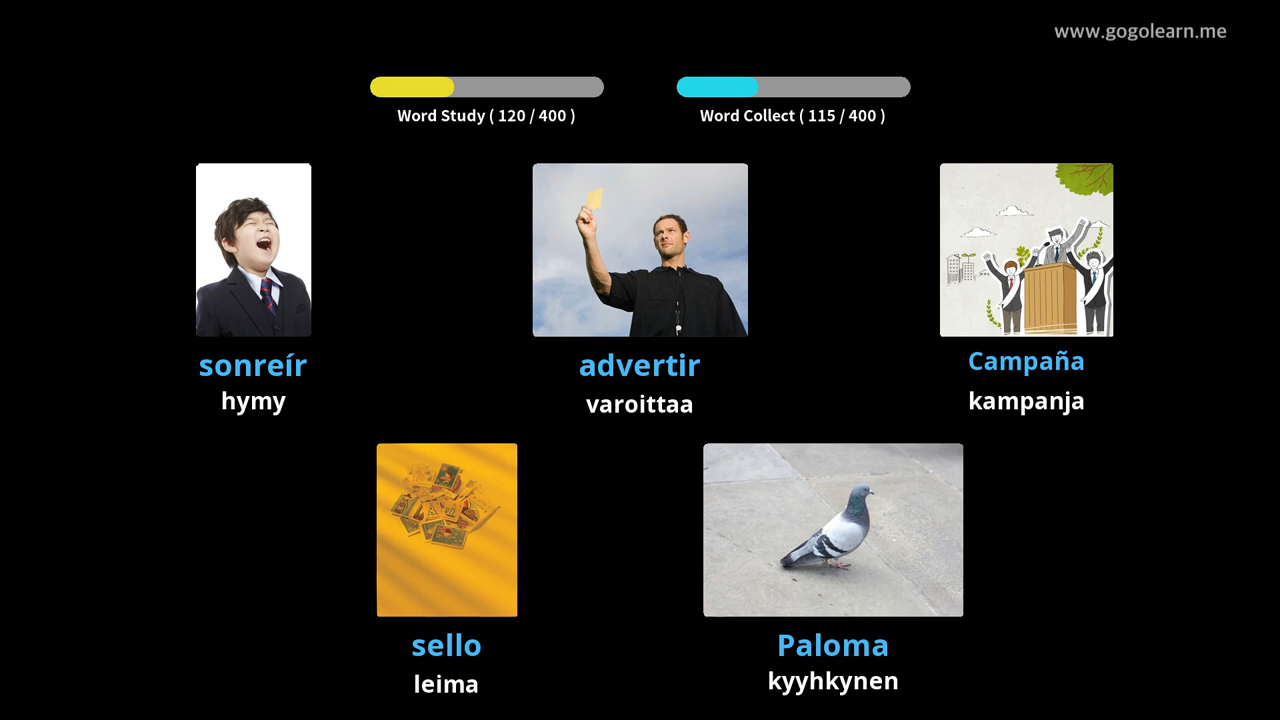 www.gogolearn.me
Word Study ( 120 / 400 )
Word Collect ( 115 / 400 )
sonreír
hymy
advertir
varoittaa
Campaña
kampanja
sello
leima
Paloma
kyyhkynen